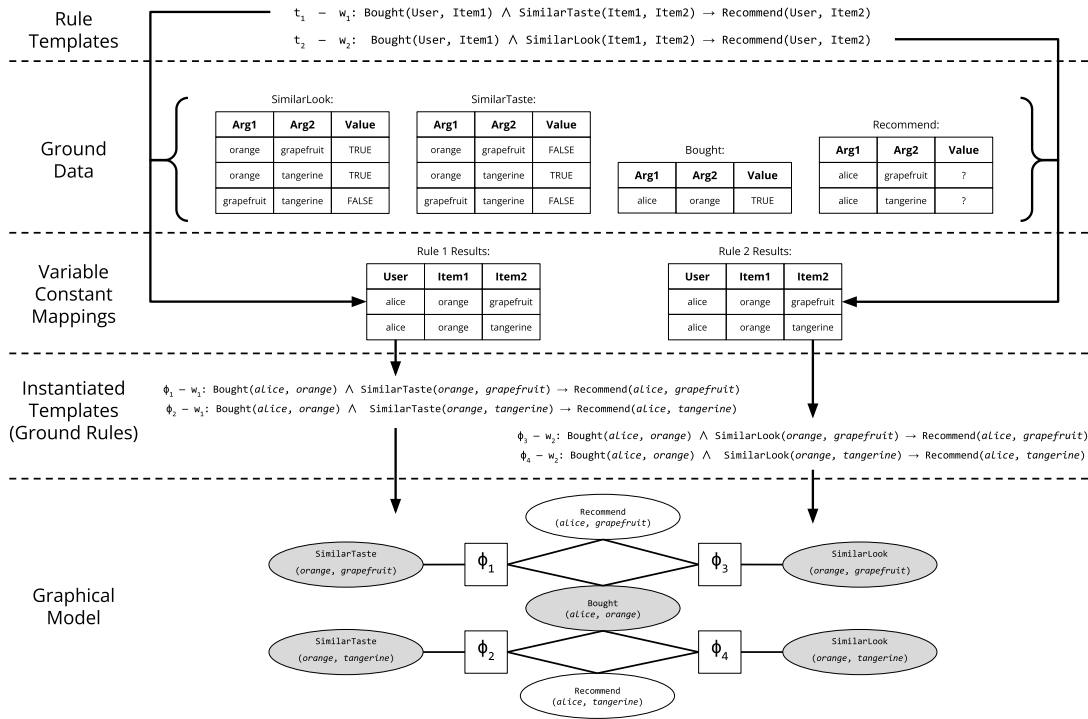 Rule
Templates
t1 – w1: Bought(User, Item1) ∧ SimilarTaste(Item1, Item2) → Recommend(User, Item2)
t2 – w2: Bought(User, Item1) ∧ SimilarLook(Item1, Item2) → Recommend(User, Item2)
Ground
Data
SimilarLook:
Arg1 Arg2 Value
orange grapefruit TRUE
orange tangerine TRUE
grapefruit tangerine FALSE
SimilarTaste:
Arg1 Arg2 Value
orange grapefruit FALSE
orange tangerine TRUE
grapefruit tangerine FALSE
Bought:
Arg1 Arg2 Value
alice orange TRUE
Recommend:
Arg1 Arg2 Value
alice grapefruit ?
alice tangerine ?
Variable
Constant
Mappings
Rule 1 Results:
User Item1 Item2
alice orange grapefruit
alice orange tangerine
Rule 2 Results:
User Item1 Item2
alice orange grapefruit
alice orange tangerine
Instantiated
Templates
(Ground Rules)
ϕ1 – w1: Bought(alice, orange) ∧ SimilarTaste(orange, grapefruit) → Recommend(alice, grapefruit)
ϕ2 – w1: Bought(alice, orange) ∧ SimilarTaste(orange, tangerine) → Recommend(alice, tangerine)
ϕ3 – w2: Bought(alice, orange) ∧ SimilarLook(orange, grapefruit) → Recommend(alice, grapefruit)
ϕ4 – w2: Bought(alice, orange) ∧ SimilarLook(orange, tangerine) → Recommend(alice, tangerine)
Graphical
Model
Recommend
(alice, grapefruit)
SimilarTaste
(orange, grapefruit)
ϕ1
ϕ3
SimilarLook
(orange, grapefruit)
Bought
(alice, orange)
SimilarTaste
(orange, tangerine)
ϕ2
ϕ4
SimilarLook
(orange, tangerine)
Recommend
(alice, tangerine)